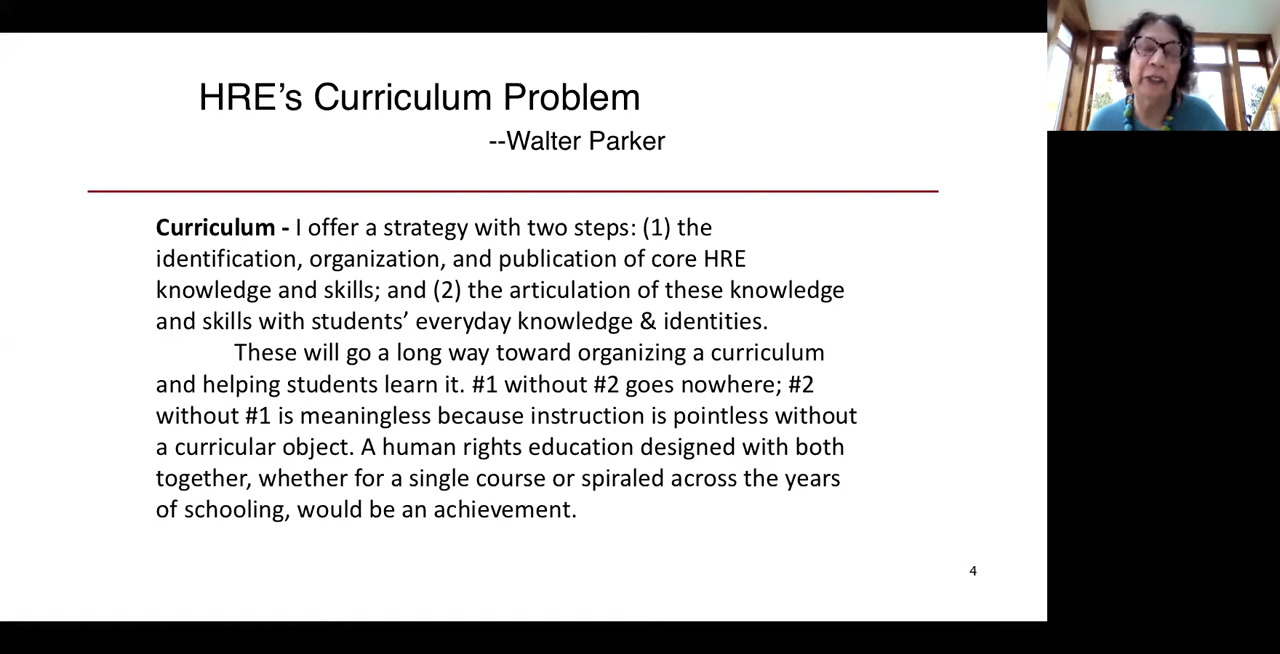 HRE’s Curriculum Problem
--Walter Parker
Curriculum - I offer a strategy with two steps: (1) the
identification, organization, and publication of core HRE
knowledge and skills; and (2) the articulation of these knowledge
and skills with students’ everyday knowledge & identities.
These will go a long way toward organizing a curriculum
and helping students learn it. #1 without #2 goes nowhere; #2
without #1 is meaningless because instruction is pointless without
a curricular object. A human rights education designed with both
together, whether for a single course or spiraled across the years
of schooling, would be an achievement.
4